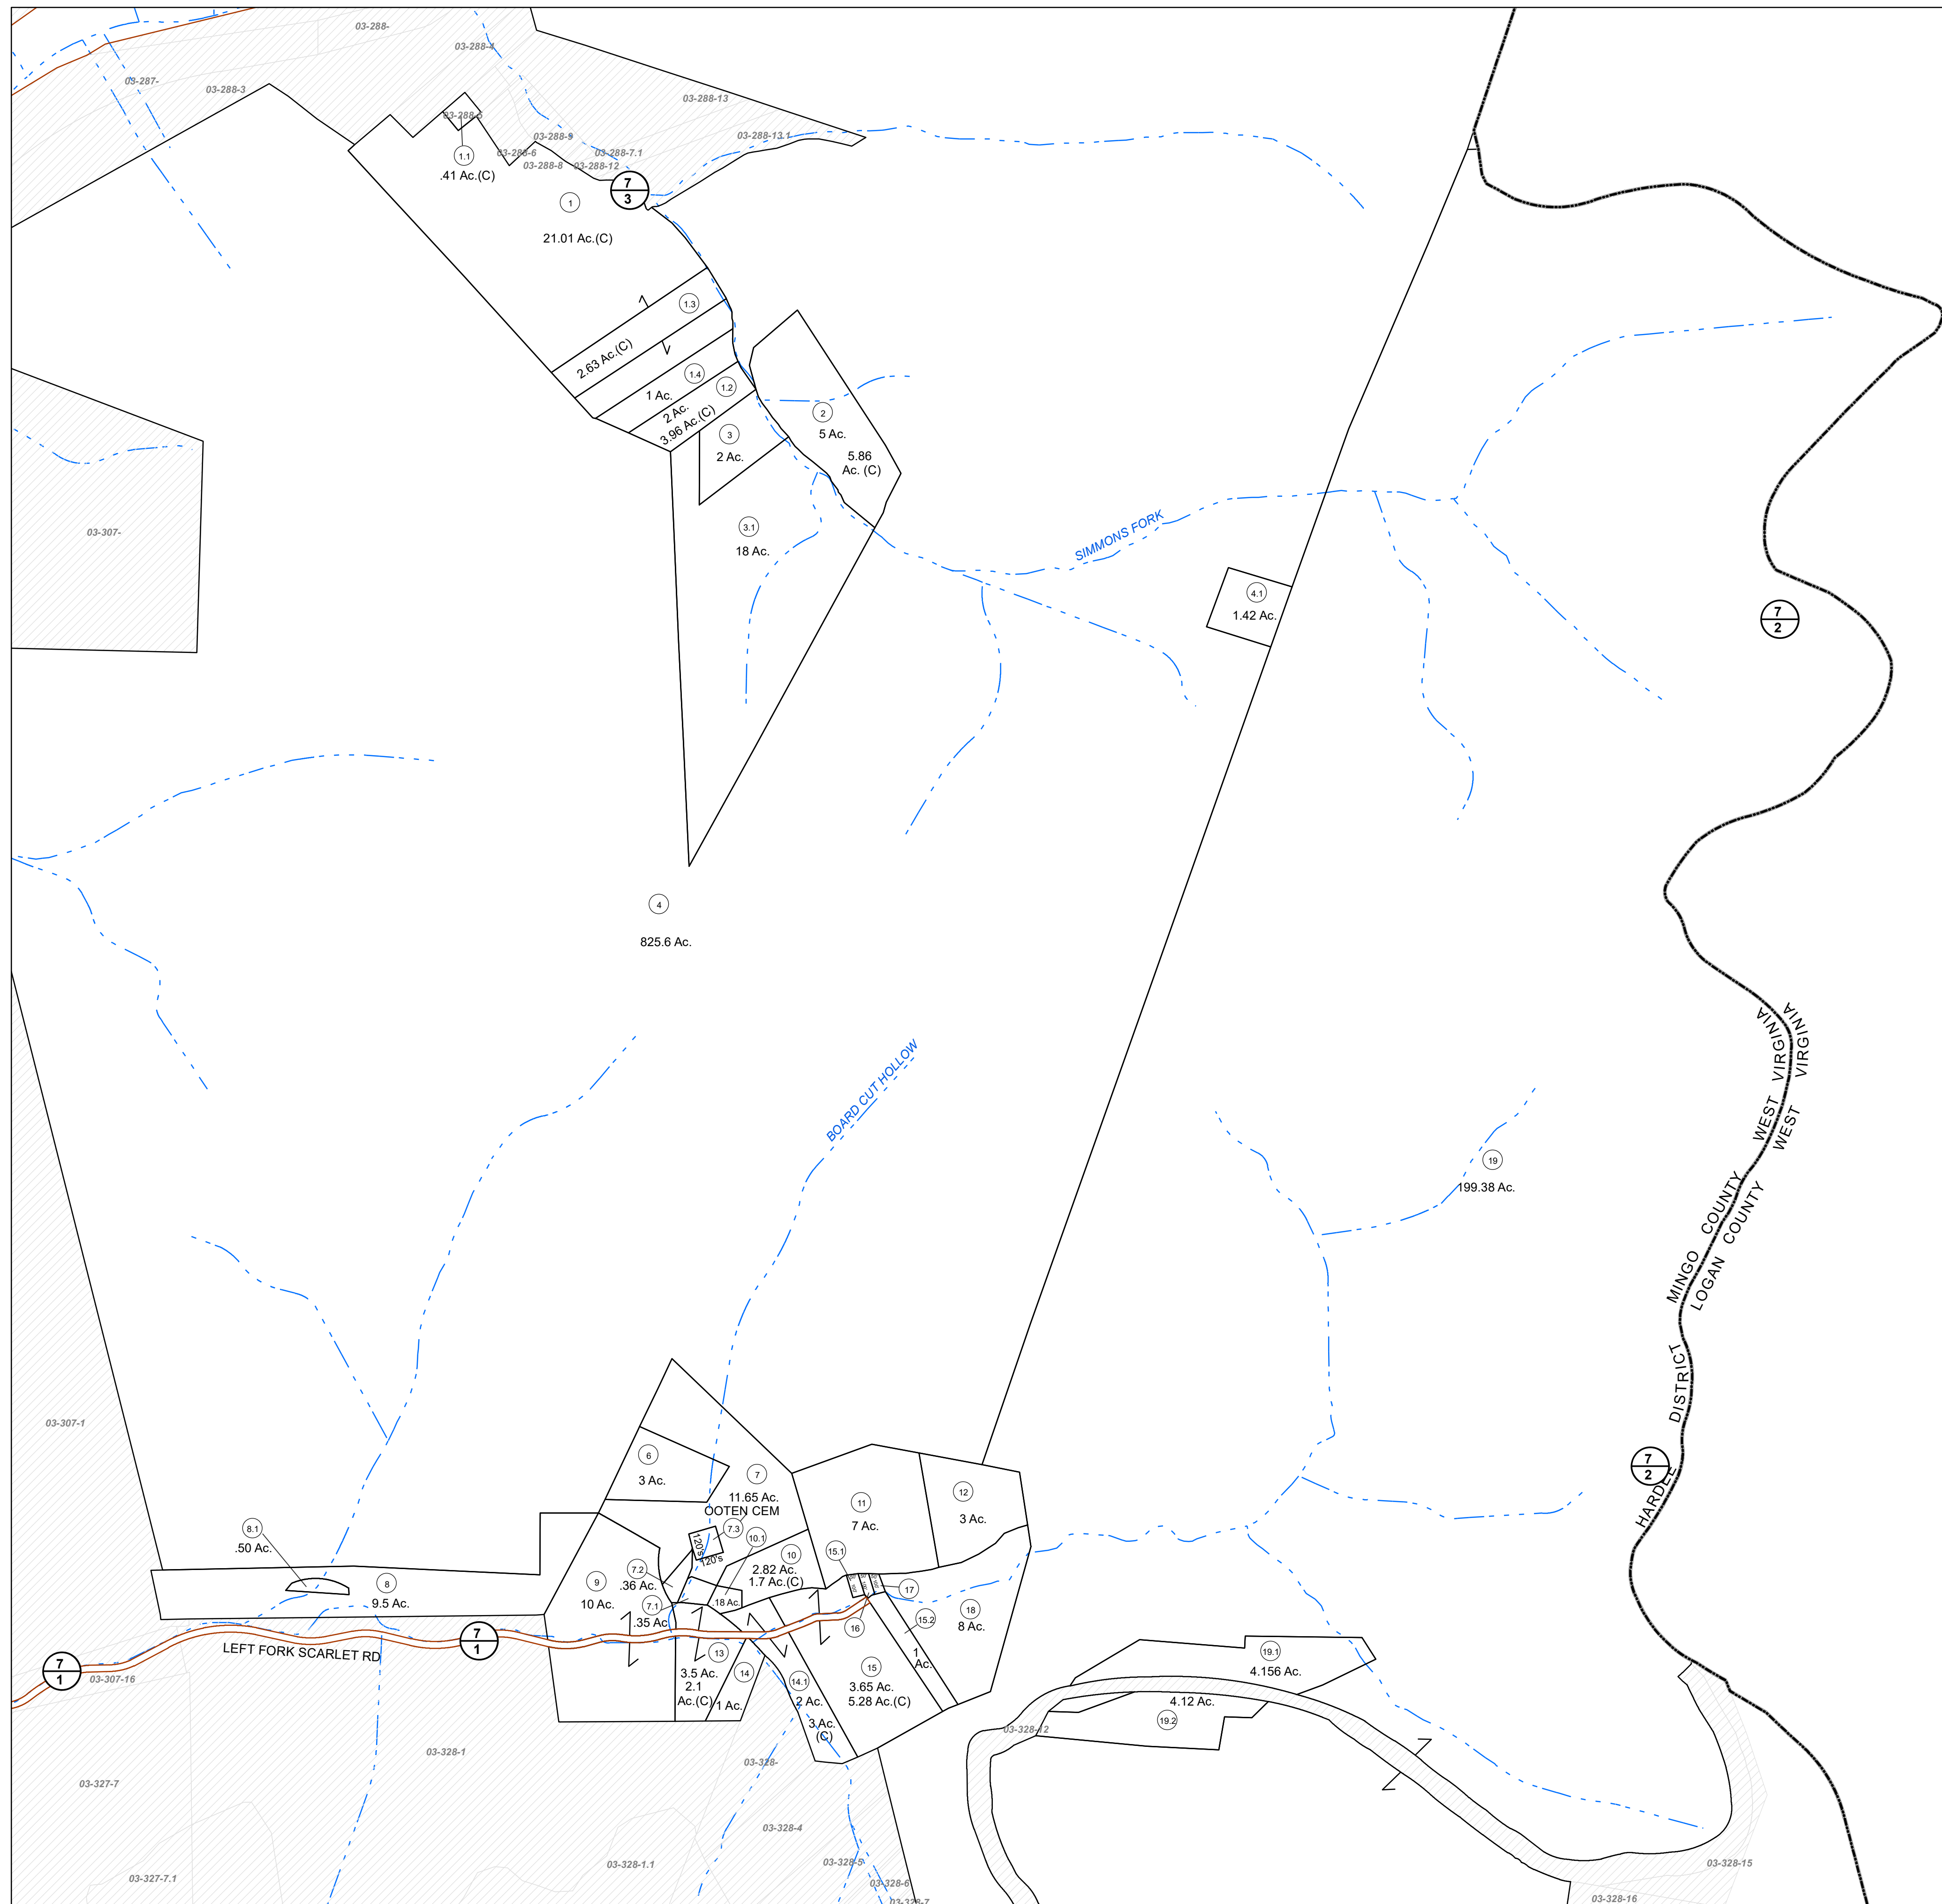 03-288-
03-288-4
03-287-
03-288-3
03-288-13
03-288-5
03-288-9
03-288-13.1
03-288-6
03-288-7.1
03-288-8
03-288-12
1.1
.41 Ac.(C)
7
3
1
21.01 Ac.(C)
1.3
2.63 Ac.(C)
1.4
1 Ac.
1.2
2 Ac.
3.96 Ac.(C)
2
5 Ac.
5.86
Ac. (C)
3
2 Ac.
3.1
18 Ac.
03-307-
SIMMONS FORK
4.1
1.42 Ac.
7
2
4
825.6 Ac.
BOARD CUT HOLLOW
WEST VIRGINIA
WEST VIRGINIA
MINGO COUNTY
LOGAN COUNTY
HARDEE DISTRICT
19
199.38 Ac.
03-307-1
6
3 Ac.
7
11.65 Ac.
OOTEN CEM
7.3
120's
120's
10.1
10
2.82 Ac.
1.7 Ac.(C)
11
7 Ac.
12
3 Ac.
7
2
8.1
.50 Ac.
8
9.5 Ac.
9
10 Ac.
7.2
.36 Ac.
7.1
.35 Ac.
.18 Ac.
15.1
17
16
15.2
1
Ac.
18
8 Ac.
13
3.5 Ac.
2.1
Ac.(C)
14
1 Ac.
14.1
2 Ac.
3 Ac.
(C)
15
3.65 Ac.
5.28 Ac.(C)
7
1
LEFT FORK SCARLET RD
7
1
03-307-16
19.1
4.156 Ac.
4.12 Ac.
19.2
03-328-12
03-328-1
03-328-
03-327-7
03-328-4
03-328-1.1
03-328-5
03-327-7.1
03-328-6
03-328-7
03-328-15
03-328-16